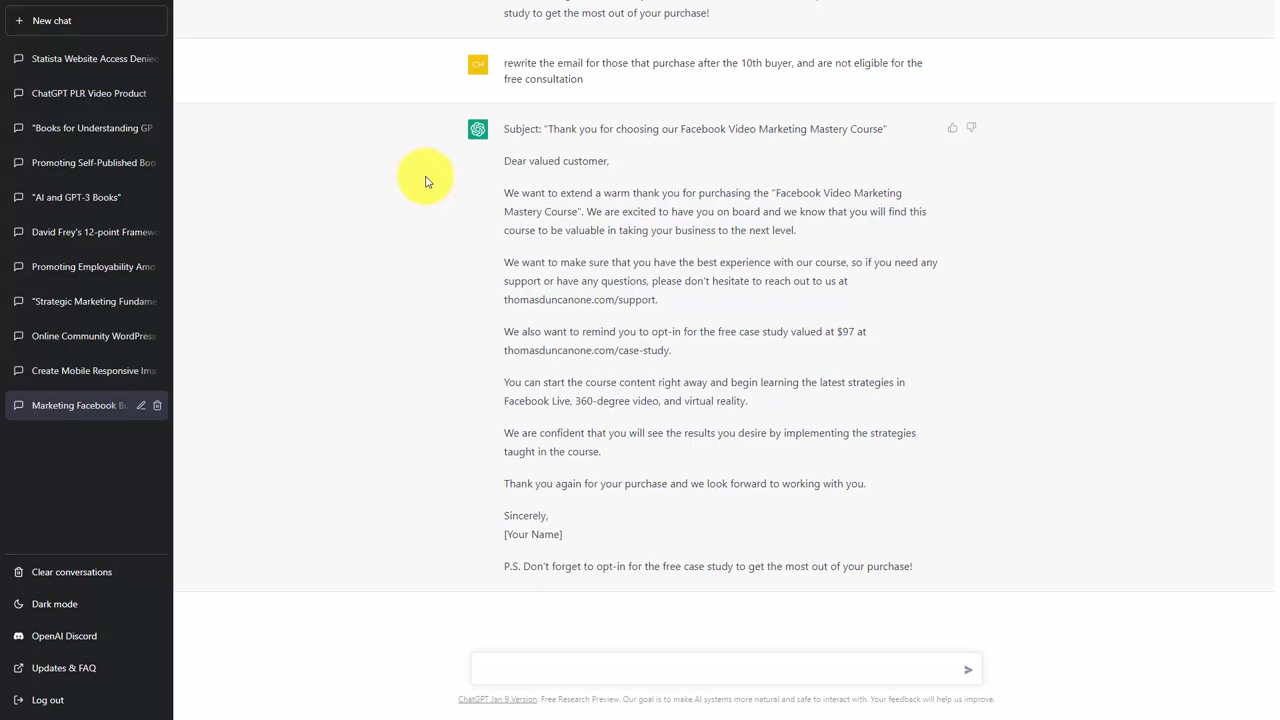 New chat
Statista Website Access Denie
ChatGPT PLR Video Product
"Books for Understanding GP
Promoting Self-Published Boo
"AI and GPT-3 Books"
David Frey's 12-point Framew
Promoting Employability Amo
"Strategic Marketing Fundame
Online Community WordPress
Create Mobile Responsive Ima
Marketing Facebook Bu
Clear conversations
Dark mode
OpenAI Discord
Updates & FAQ
Log out
study to get the most out of your purchase!
CH
rewrite the email for those that purchase after the 10th buyer, and are not eligible for the
free consultation
Subject: "Thank you for choosing our Facebook Video Marketing Mastery Course"
Dear valued customer,
We want to extend a warm thank you for purchasing the "Facebook Video Marketing
Mastery Course". We are excited to have you on board and we know that you will find this
course to be valuable in taking your business to the next level.
We want to make sure that you have the best experience with our course, so if you need any
support or have any questions, please don't hesitate to reach out to us at
thomasduncanone.com/support.
We also want to remind you to opt-in for the free case study valued at $97 at
thomasduncanone.com/case-study.
You can start the course content right away and begin learning the latest strategies in
Facebook Live, 360-degree video, and virtual reality.
We are confident that you will see the results you desire by implementing the strategies
taught in the course.
Thank you again for your purchase and we look forward to working with you.
Sincerely,
[Your Name]
P.S. Don't forget to opt-in for the free case study to get the most out of your purchase!
ChatGPT Jan 9 Version. Free Research Preview. Our goal is to make AI systems more natural and safe to interact with. Your feedback will help us improve.